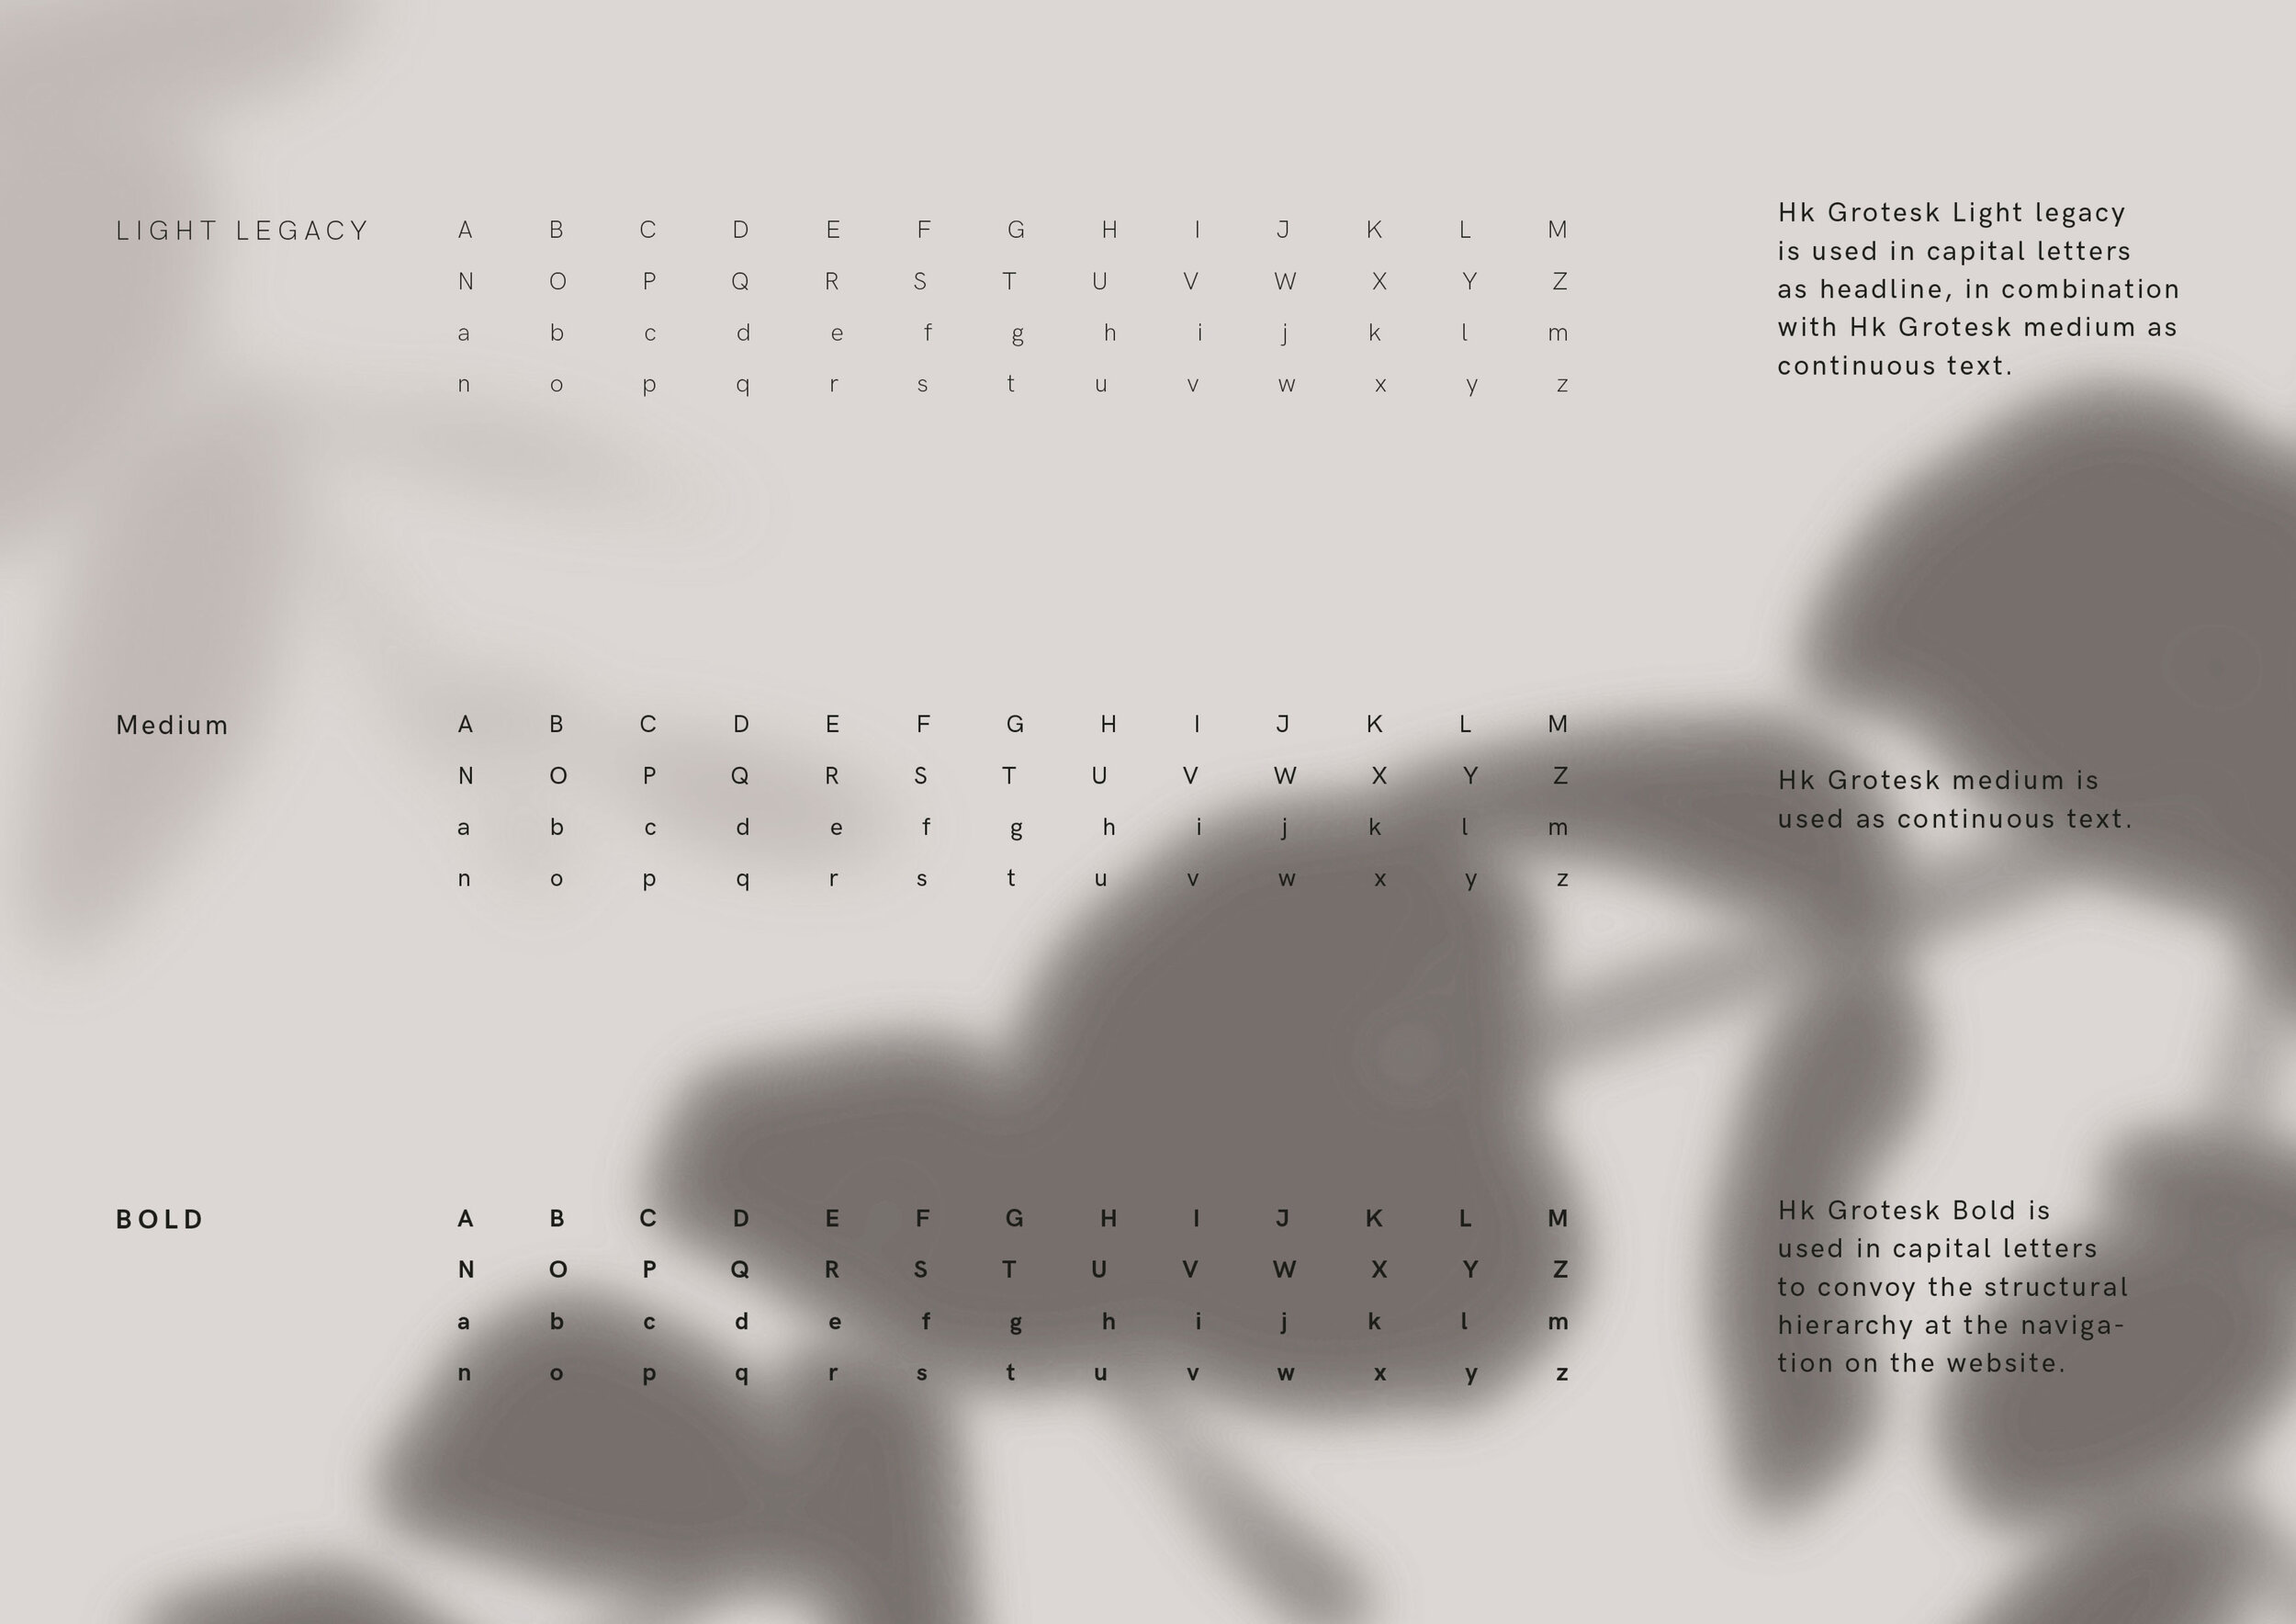 LIGHT LEGACY
A B C D E F G H I J K L M
N O P Q R S T U V W X Y Z
a b c d e f g h i j k l m
n o p q r s t u v w x y z
Hk Grotesk Light legacy
is used in capital letters
as headline, in combination
with Hk Grotesk medium as
continuous text.
Medium
A B C D E F G H I J K L M
N O P Q R S T U V W X Y Z
a b c d e f g h i j k l m
n o p q r s t u v w x y z
Hk Grotesk medium is
used as continuous text.
BOLD
A B C D E F G H I J K L M
N O P Q R S T U V W X Y Z
a b c d e f g h i j k l m
n o p q r s t u v w x y z
Hk Grotesk Bold is
used in capital letters
to convoy the structural
hierarchy at the naviga-
tion on the website.